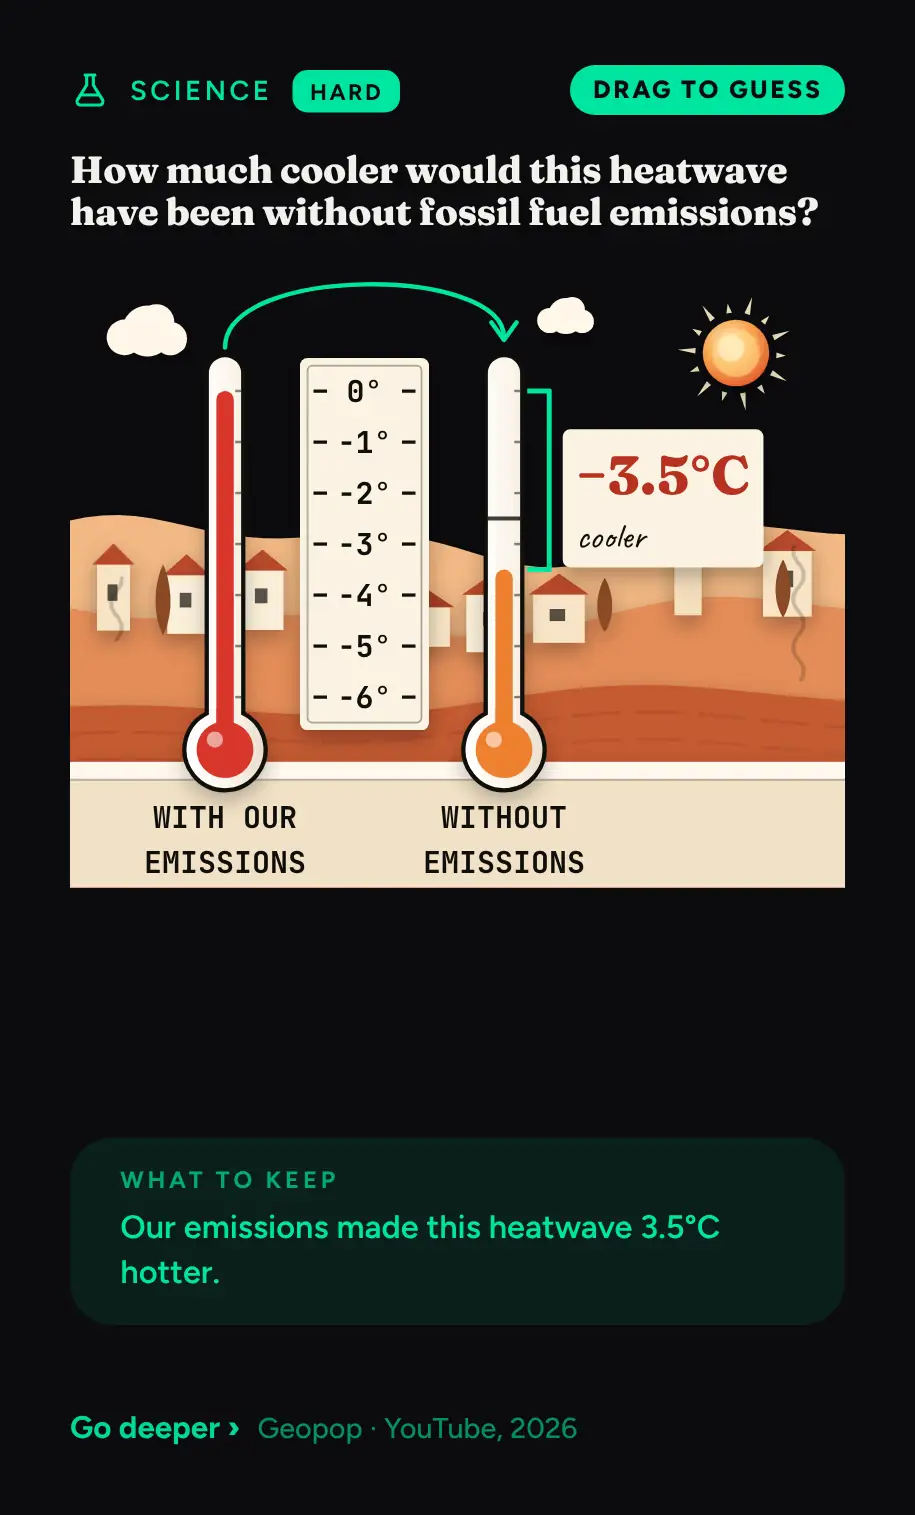 SCIENCE HARD DRAG TO GUESS
How much cooler would this heatwave
have been without fossil fuel emissions?
0°
-1°
-2°
-3°
-4°
-5°
-6°
−3.5°C
cooler
WITH OUR
EMISSIONS
WITHOUT
EMISSIONS
WHAT TO KEEP
Our emissions made this heatwave 3.5°C
hotter.
Go deeper › Geopop · YouTube, 2026